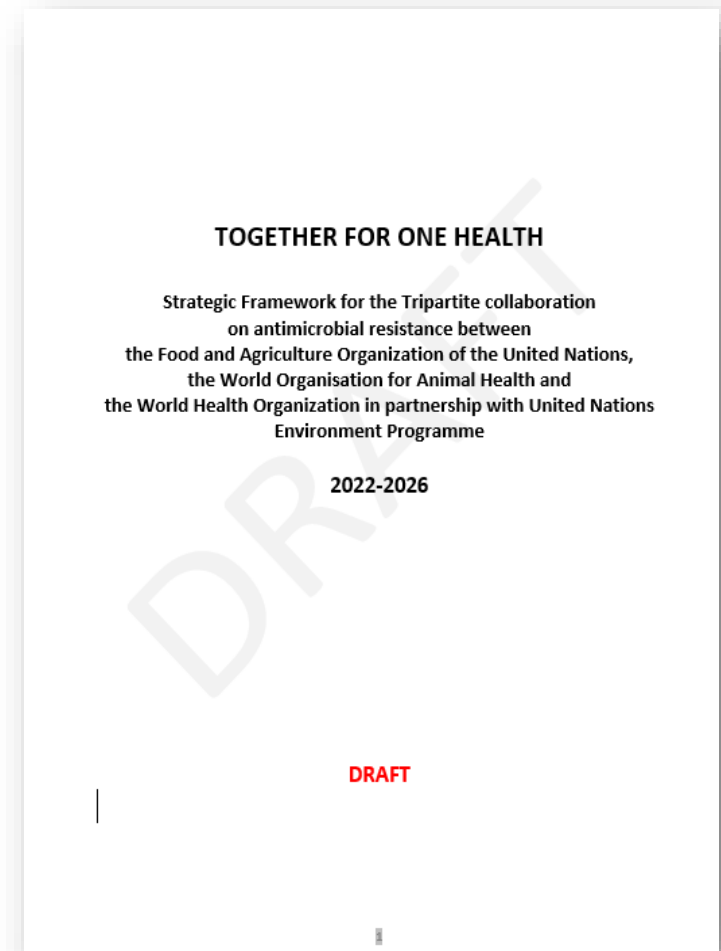 TOGETHER FOR ONE HEALTH
Strategic Framework for the Tripartite collaboration
on antimicrobial resistance between
the Food and Agriculture Organization of the United Nations,
the World Organisation for Animal Health and
the World Health Organization in partnership with United Nations
Environment Programme
2022-2026
DRAFT
DRAFT